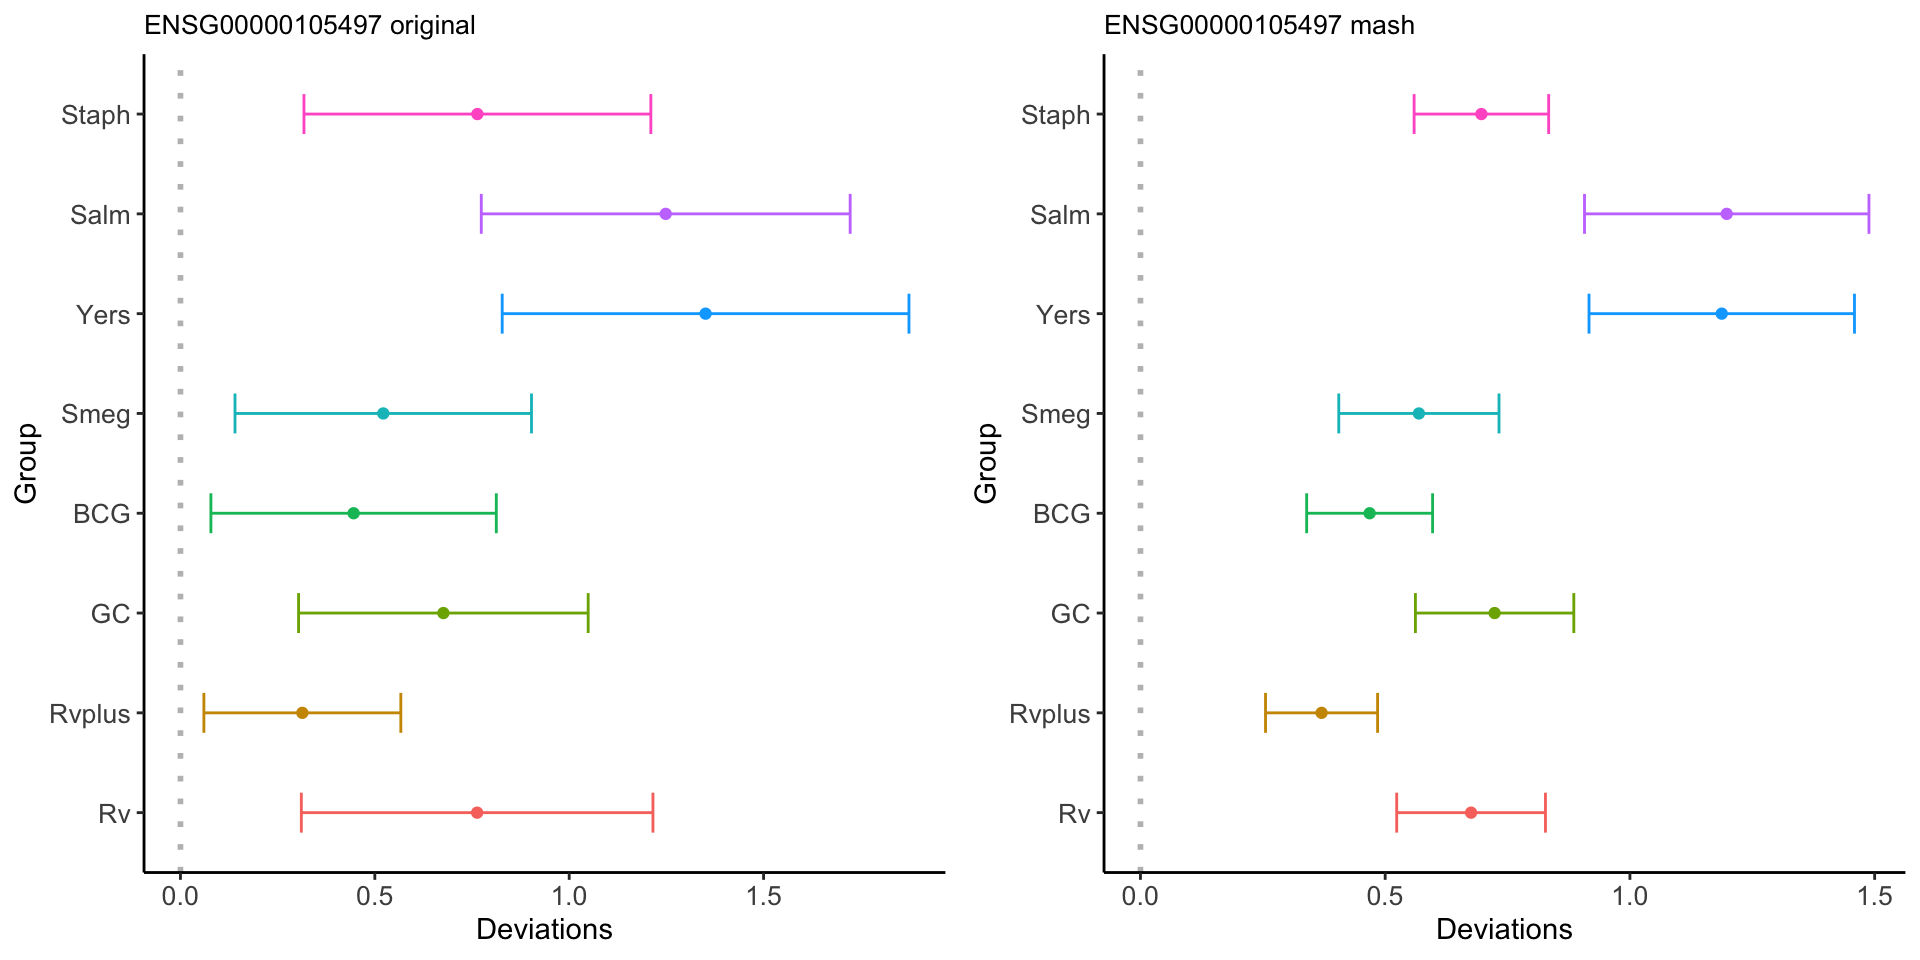 ENSG00000105497 original
Staph
Salm
Yers
Smeg
BCG
GC
Rvplus
Rv
Group
0.0 0.5 1.0 1.5
Deviations
ENSG00000105497 mash
Staph
Salm
Yers
Smeg
BCG
GC
Rvplus
Rv
Group
0.0 0.5 1.0 1.5
Deviations